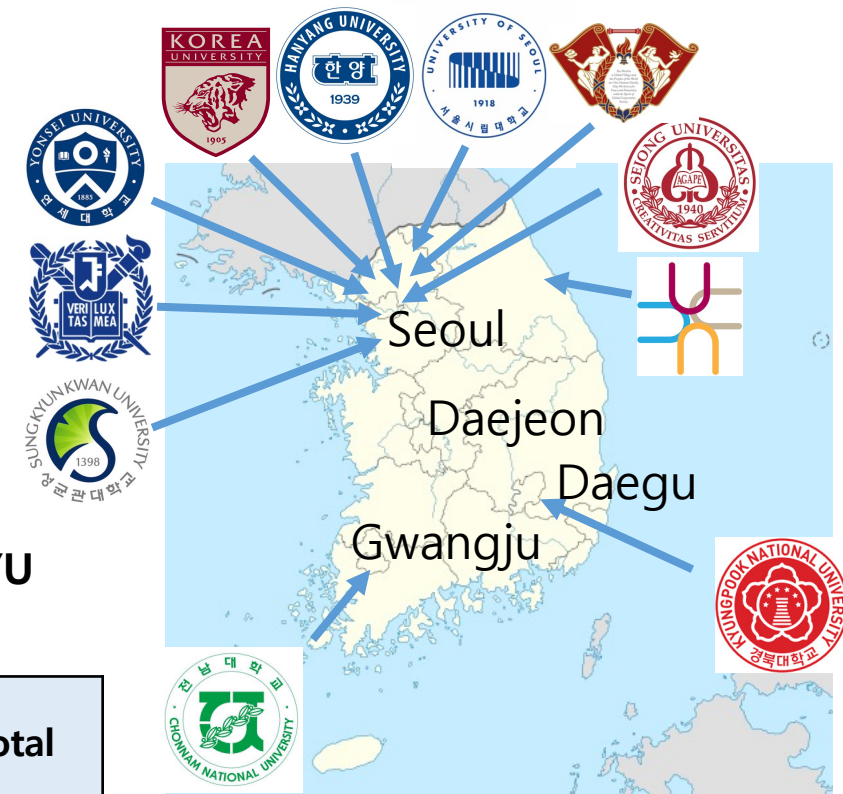 KOREA
UNIVERSITY
1905
HANYANG UNIVERSITY
한양
1939
UNIVERSITY OF SEOUL
1918
서울시립대학교
YONSEI UNIVERSITY
1885
연세대학교
SEJONG UNIVERSITAS
AGAPE
1940
CREATIVITAS SERVITIUM
VERI LUX
TAS MEA
Seoul
SUNGKYUNKWAN UNIVERSITY
1398
성균관대학교
Daejeon
Daegu
Gwangju
YU
KYUNGPOOK NATIONAL UNIVERSITY
경북대학교
전남대학교
CHONNAM NATIONAL UNIVERSITY
otal